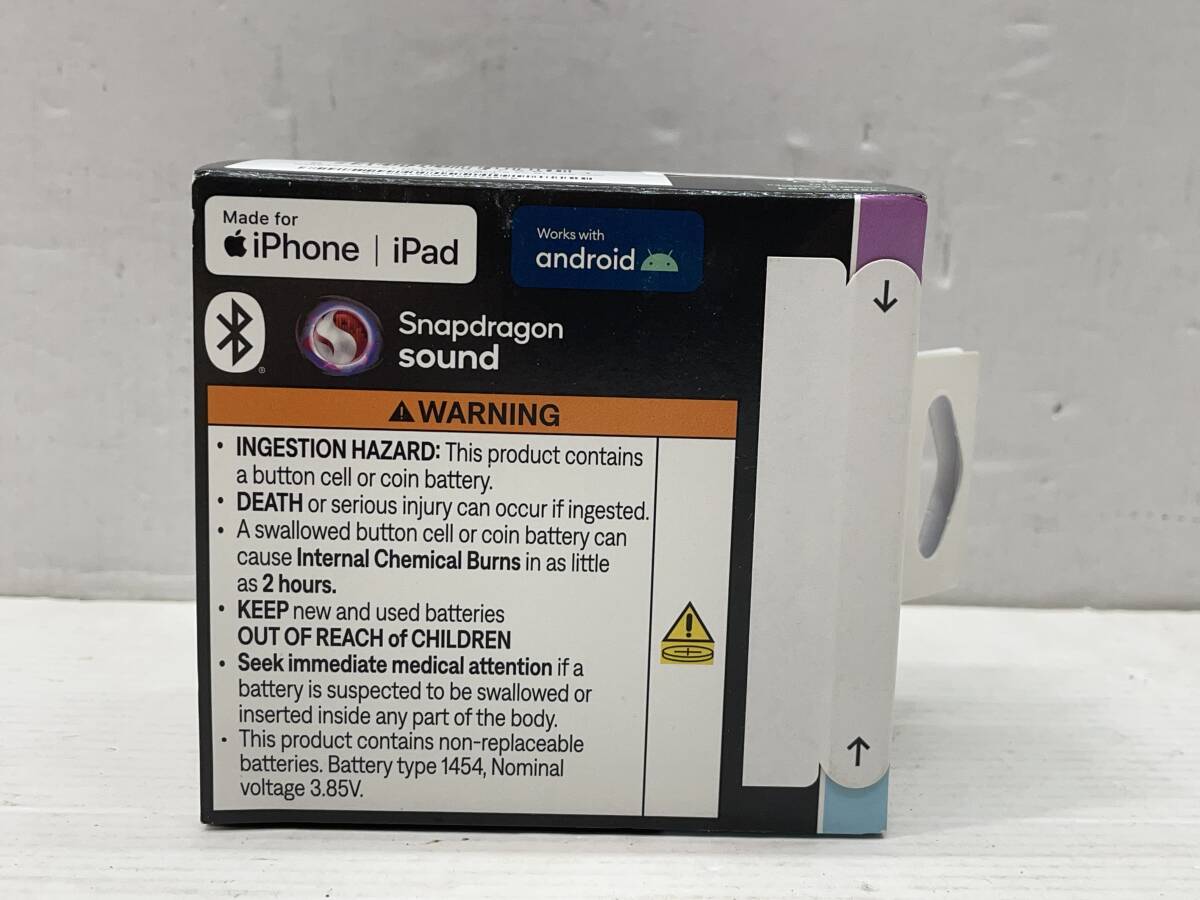 Made for
iPhone | iPad
Works with
android
Snapdragon
sound
⚠ WARNING
• INGESTION HAZARD: This product contains
a button cell or coin battery.
• DEATH or serious injury can occur if ingested.
• A swallowed button cell or coin battery can
cause Internal Chemical Burns in as little
as 2 hours.
• KEEP new and used batteries
OUT OF REACH of CHILDREN
• Seek immediate medical attention if a
battery is suspected to be swallowed or
inserted inside any part of the body.
• This product contains non-replaceable
batteries. Battery type 1454, Nominal
voltage 3.85V.